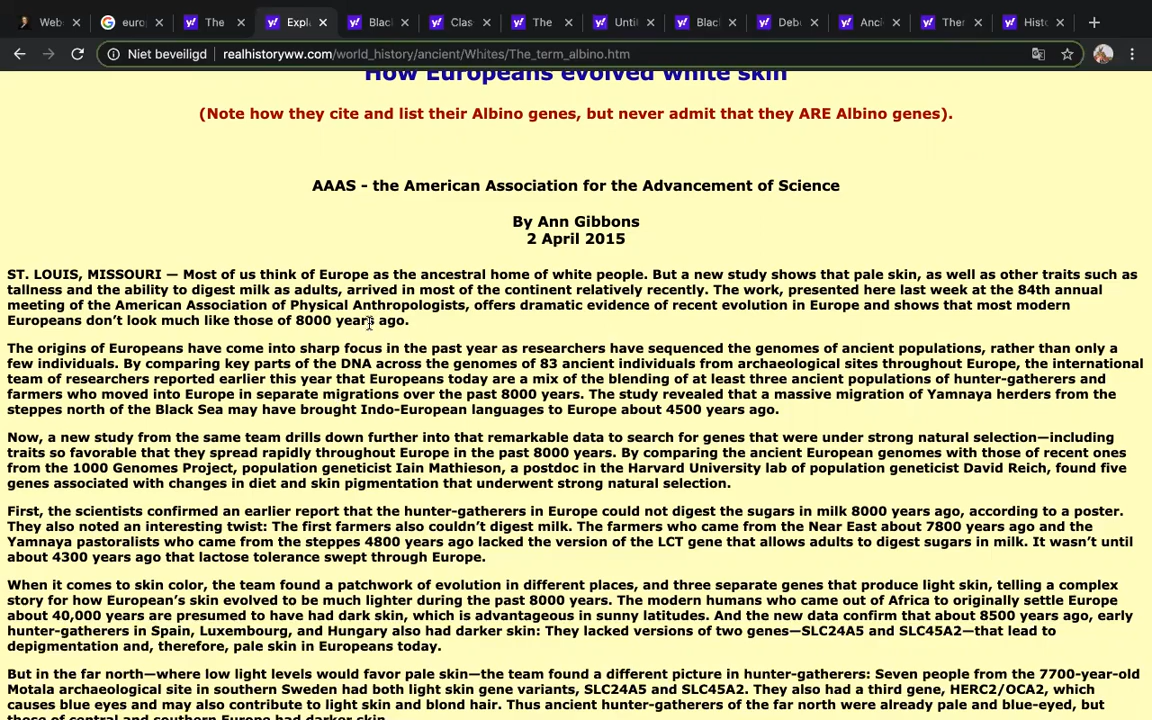 Web
euro
The
Expl
Blac
Clas
The
Until
Blac
Deb
Anci
Ther
Histo
Niet beveiligd
realhistoryww.com/world_history/ancient/Whites/The_term_albino.htm
How Europeans evolved white skin
(Note how they cite and list their Albino genes, but never admit that they ARE Albino genes).
AAAS - the American Association for the Advancement of Science
By Ann Gibbons
2 April 2015
ST. LOUIS, MISSOURI — Most of us think of Europe as the ancestral home of white people. But a new study shows that pale skin, as well as other traits such as
tallness and the ability to digest milk as adults, arrived in most of the continent relatively recently. The work, presented here last week at the 84th annual
meeting of the American Association of Physical Anthropologists, offers dramatic evidence of recent evolution in Europe and shows that most modern
Europeans don't look much like those of 8000 years ago.
The origins of Europeans have come into sharp focus in the past year as researchers have sequenced the genomes of ancient populations, rather than only a
few individuals. By comparing key parts of the DNA across the genomes of 83 ancient individuals from archaeological sites throughout Europe, the international
team of researchers reported earlier this year that Europeans today are a mix of the blending of at least three ancient populations of hunter-gatherers and
farmers who moved into Europe in separate migrations over the past 8000 years. The study revealed that a massive migration of Yamnaya herders from the
steppes north of the Black Sea may have brought Indo-European languages to Europe about 4500 years ago.
Now, a new study from the same team drills down further into that remarkable data to search for genes that were under strong natural selection—including
traits so favorable that they spread rapidly throughout Europe in the past 8000 years. By comparing the ancient European genomes with those of recent ones
from the 1000 Genomes Project, population geneticist Iain Mathieson, a postdoc in the Harvard University lab of population geneticist David Reich, found five
genes associated with changes in diet and skin pigmentation that underwent strong natural selection.
First, the scientists confirmed an earlier report that the hunter-gatherers in Europe could not digest the sugars in milk 8000 years ago, according to a poster.
They also noted an interesting twist: The first farmers also couldn't digest milk. The farmers who came from the Near East about 7800 years ago and the
Yamnaya pastoralists who came from the steppes 4800 years ago lacked the version of the LCT gene that allows adults to digest sugars in milk. It wasn't until
about 4300 years ago that lactose tolerance swept through Europe.
When it comes to skin color, the team found a patchwork of evolution in different places, and three separate genes that produce light skin, telling a complex
story for how European's skin evolved to be much lighter during the past 8000 years. The modern humans who came out of Africa to originally settle Europe
about 40,000 years are presumed to have had dark skin, which is advantageous in sunny latitudes. And the new data confirm that about 8500 years ago, early
hunter-gatherers in Spain, Luxembourg, and Hungary also had darker skin: They lacked versions of two genes—SLC24A5 and SLC45A2—that lead to
depigmentation and, therefore, pale skin in Europeans today.
But in the far north—where low light levels would favor pale skin—the team found a different picture in hunter-gatherers: Seven people from the 7700-year-old
Motala archaeological site in southern Sweden had both light skin gene variants, SLC24A5 and SLC45A2. They also had a third gene, HERC2/OCA2, which
causes blue eyes and may also contribute to light skin and blond hair. Thus ancient hunter-gatherers of the far north were already pale and blue-eyed, but
those of central and southern Europe had darker skin.